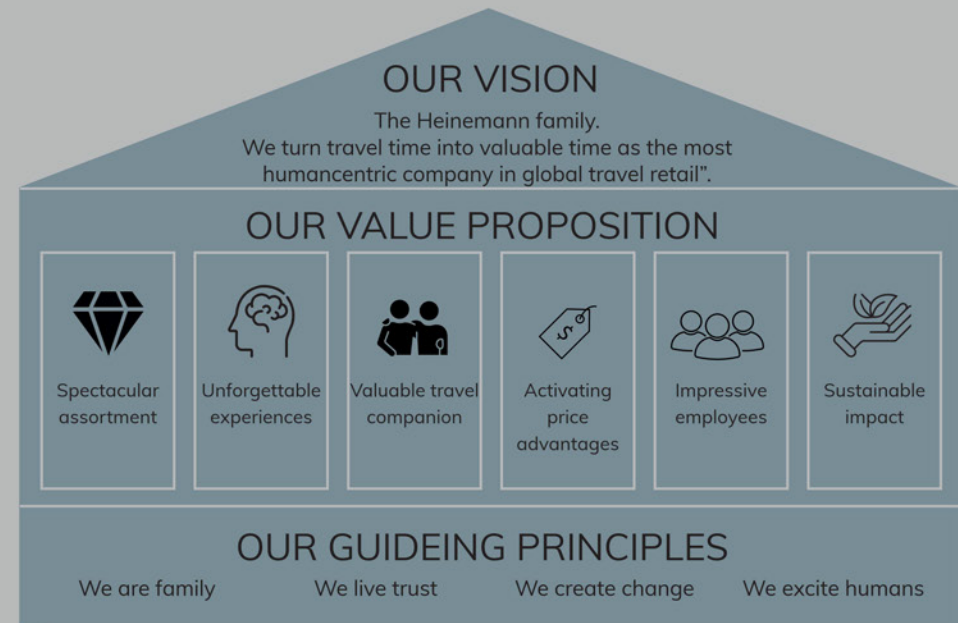 OUR VISION
The Heinemann family.
We turn travel time into valuable time as the most
humancentric company in global travel retail”.
OUR VALUE PROPOSITION
Spectacular
assortment
Unforgettable
experiences
Valuable travel
companion
$
Activating
price
advantages
Impressive
employees
Sustainable
impact
OUR GUIDEING PRINCIPLES
We are family
We live trust
We create change
We excite humans